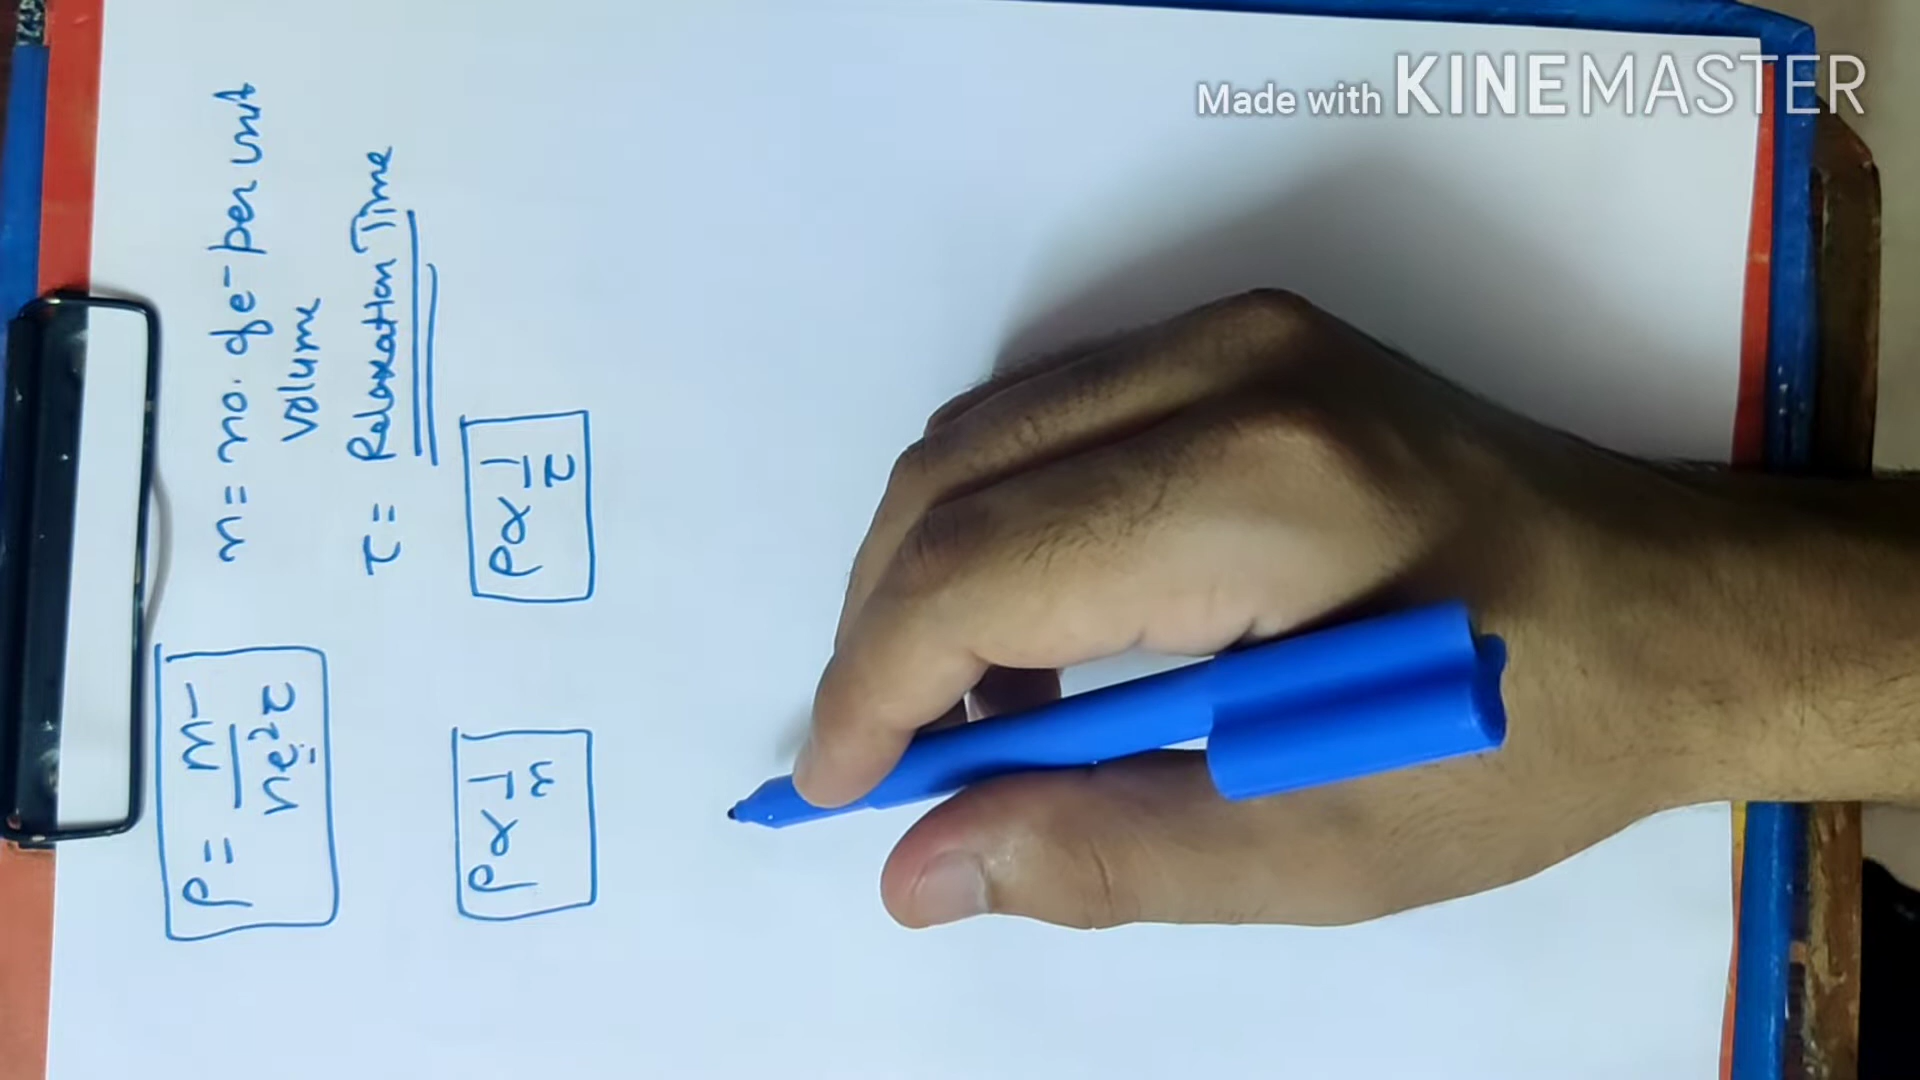 Made with KINEMASTER
ρ = m/ne²τ
n = no. of e⁻ per unit
volume
τ = Relaxation Time
ρ ∝ 1/n
ρ ∝ 1/τ